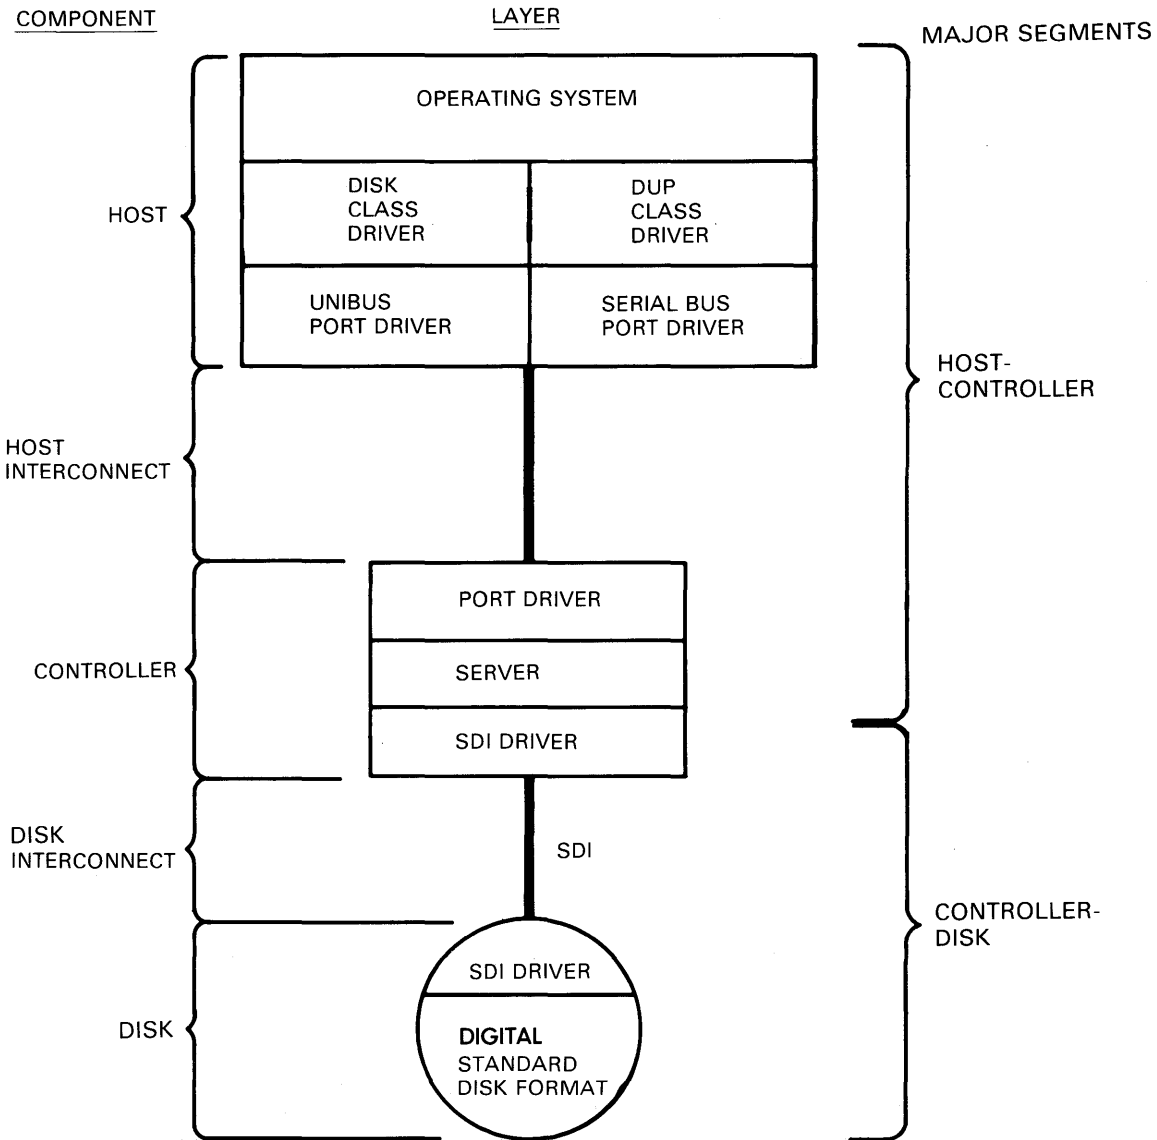 COMPONENT
LAYER
MAJOR SEGMENTS
OPERATING SYSTEM
HOST
DISK
CLASS
DRIVER
DUP
CLASS
DRIVER
UNIBUS
PORT DRIVER
SERIAL BUS
PORT DRIVER
HOST-
CONTROLLER
HOST
INTERCONNECT
PORT DRIVER
CONTROLLER
SERVER
SDI DRIVER
DISK
INTERCONNECT
SDI
CONTROLLER-
DISK
DISK
SDI DRIVER
DIGITAL
STANDARD
DISK FORMAT